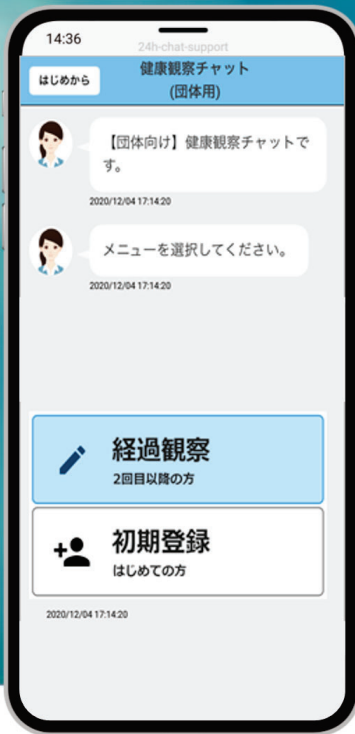 14:36
24h-chat-support
はじめから
健康観察チャット
(団体用)
【団体向け】健康観察チャットで
す。
2020/12/04 17:14:20
メニューを選択してください。
2020/12/04 17:14:20
経過観察
2回目以降の方
初期登録
はじめての方
2020/12/04 17:14:20